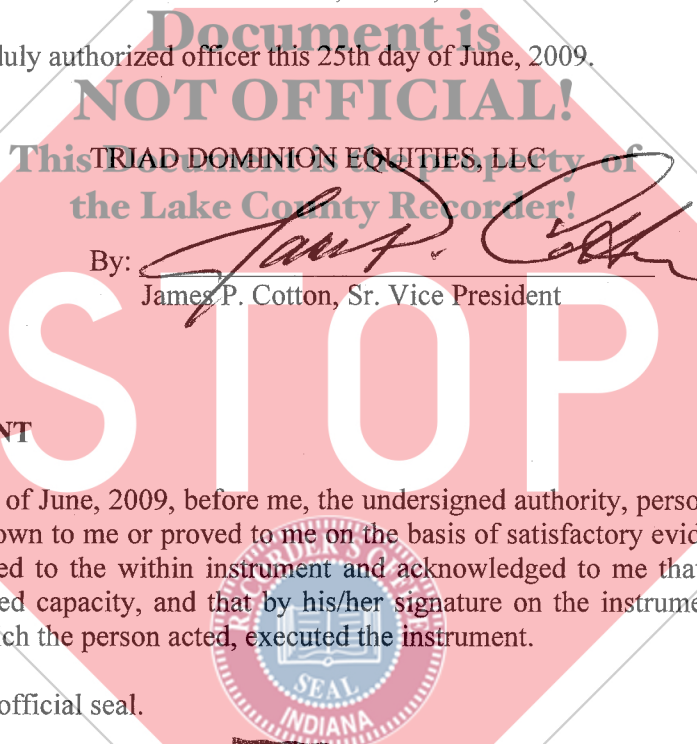 Document is
duly authorized officer this 25th day of June, 2009.
NOT OFFICIAL!
This Document is the property of
TRIAD DOMINION EQUITIES, LLC
the Lake County Recorder!
By: James P. Cotton
James P. Cotton, Sr. Vice President
STOP
NT
of June, 2009, before me, the undersigned authority, perso
own to me or proved to me on the basis of satisfactory evid
ed to the within instrument and acknowledged to me that
ed capacity, and that by his/her signature on the instrume
ch the person acted, executed the instrument.
RECORDER'S OFFICE
official seal.
SEAL
INDIANA